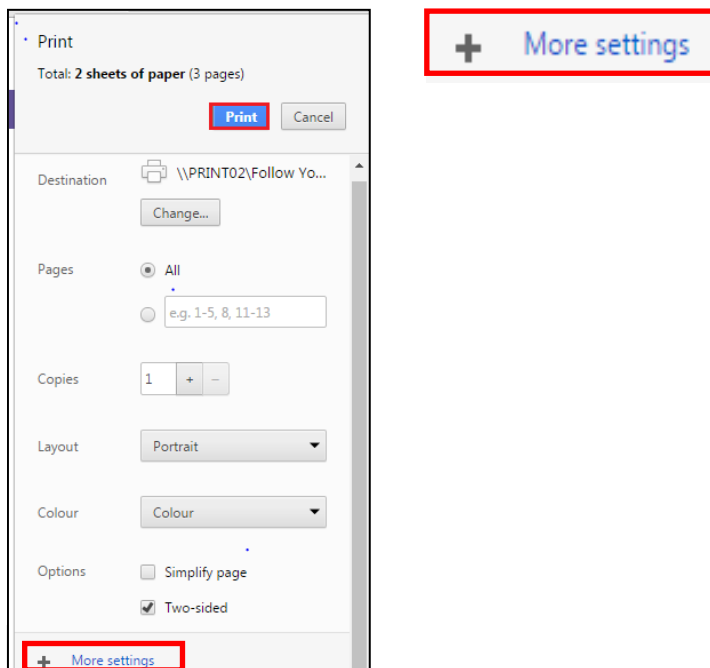 Print
Total: 2 sheets of paper (3 pages)
Print Cancel
Destination \\PRINT02\Follow Yo...
Change...
Pages All
e.g. 1-5, 8, 11-13
Copies 1 + −
Layout Portrait
Colour Colour
Options Simplify page
Two-sided
+ More settings
+ More settings